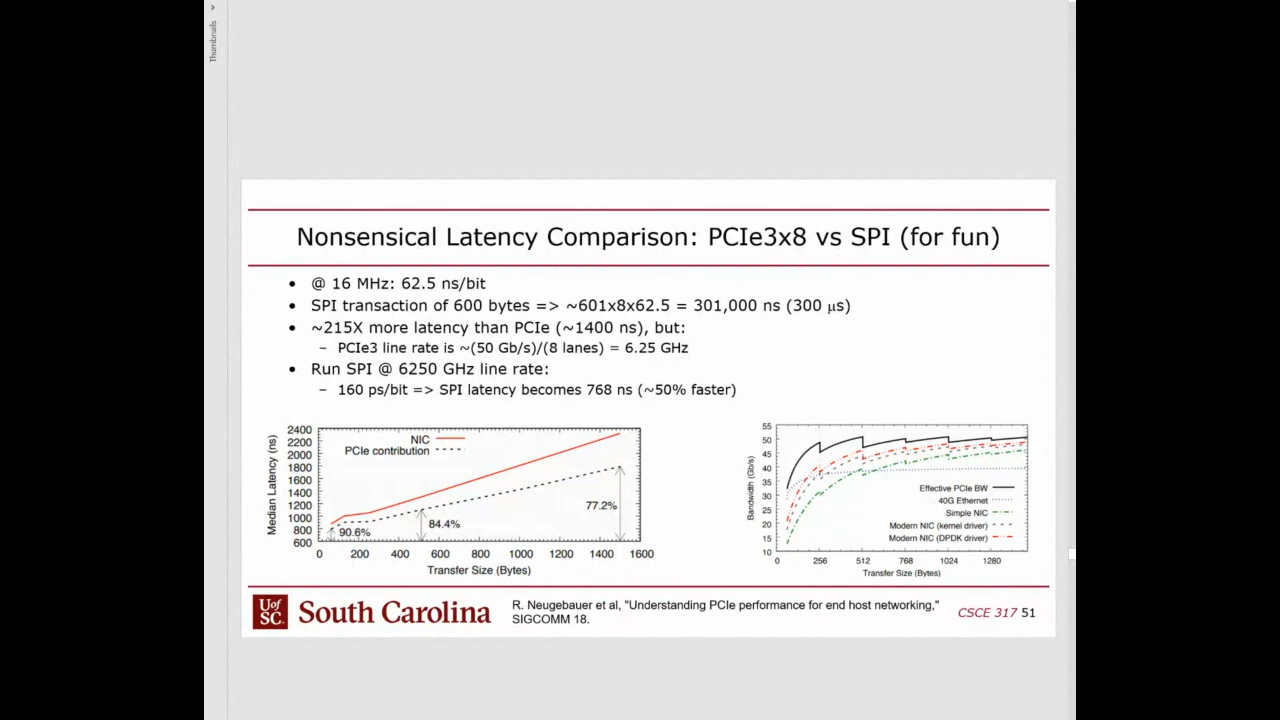 Thumbnails
Nonsensical Latency Comparison: PCIe3x8 vs SPI (for fun)
• @ 16 MHz: 62.5 ns/bit
• SPI transaction of 600 bytes => ~601x8x62.5 = 301,000 ns (300 µs)
• ~215X more latency than PCIe (~1400 ns), but:
– PCIe3 line rate is ~(50 Gb/s)/(8 lanes) = 6.25 GHz
• Run SPI @ 6250 GHz line rate:
– 160 ps/bit => SPI latency becomes 768 ns (~50% faster)
Median Latency (ns)
2400
2200
2000
1800
1600
1400
1200
1000
800
600
NIC
PCIe contribution
90.6%
84.4%
77.2%
0 200 400 600 800 1000 1200 1400 1600
Transfer Size (Bytes)
Bandwidth (Gb/s)
55
50
45
40
35
30
25
20
15
10
Effective PCIe BW
40G Ethernet
Simple NIC
Modern NIC (kernel driver)
Modern NIC (DPDK driver)
0 256 512 768 1024 1280
Transfer Size (Bytes)
U of SC
South Carolina
R. Neugebauer et al, "Understanding PCIe performance for end host networking,"
SIGCOMM 18.
CSCE 317 51